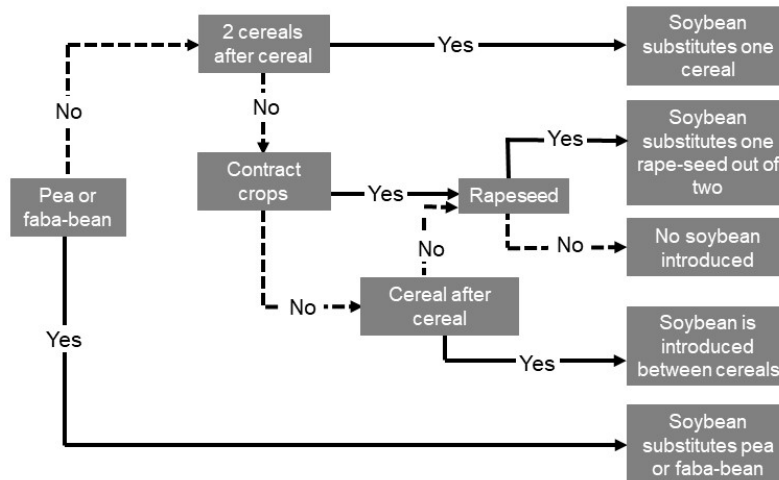 2 cereals
after cereal
Yes
Soybean
substitutes one
cereal
No
No
Soybean
substitutes one
rape-seed out of
two
Yes
Contract
crops
Yes
Rapeseed
Pea or
faba-bean
No
No
No soybean
introduced
No
Cereal after
cereal
Yes
Yes
Soybean is
introduced
between cereals
Soybean
substitutes pea
or faba-bean